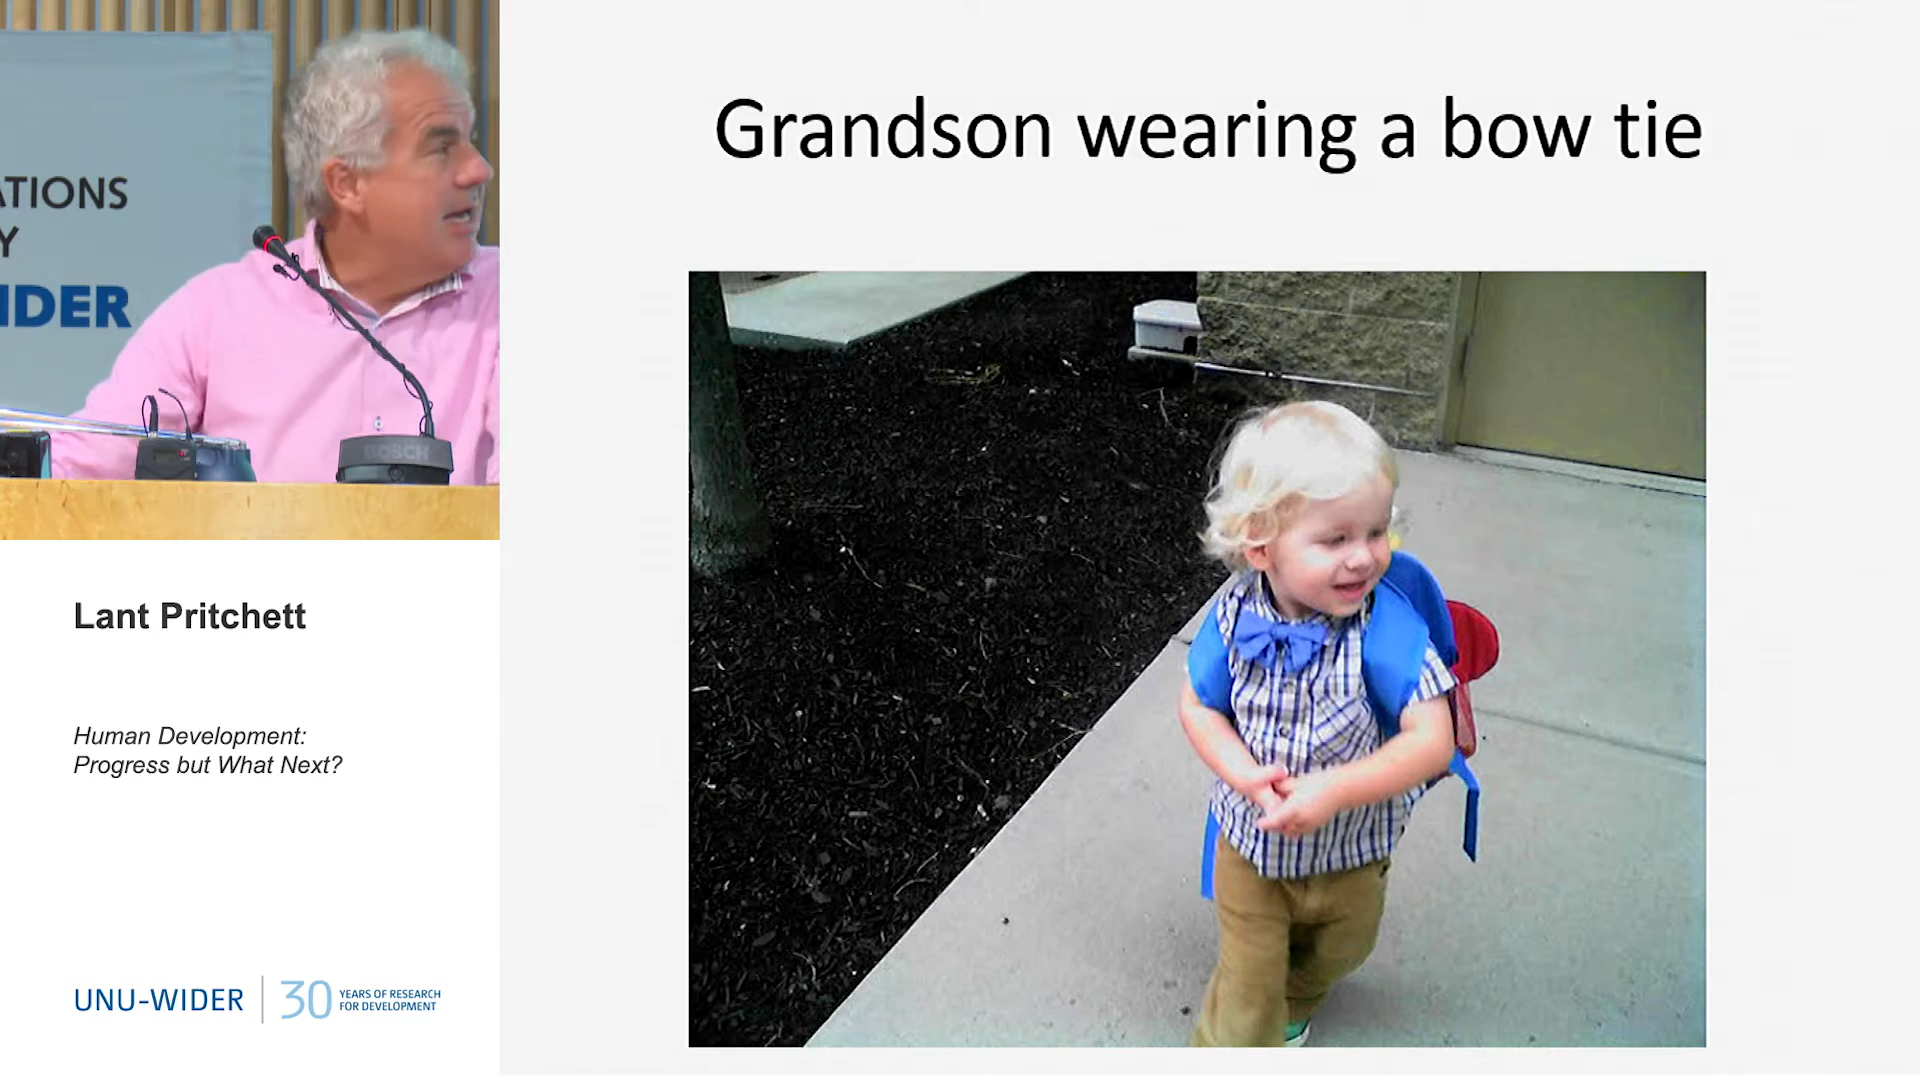 ATIONS
Y
IDER
BOSCH
Lant Pritchett
Human Development:
Progress but What Next?
UNU-WIDER
30 YEARS OF RESEARCH
FOR DEVELOPMENT
Grandson wearing a bow tie